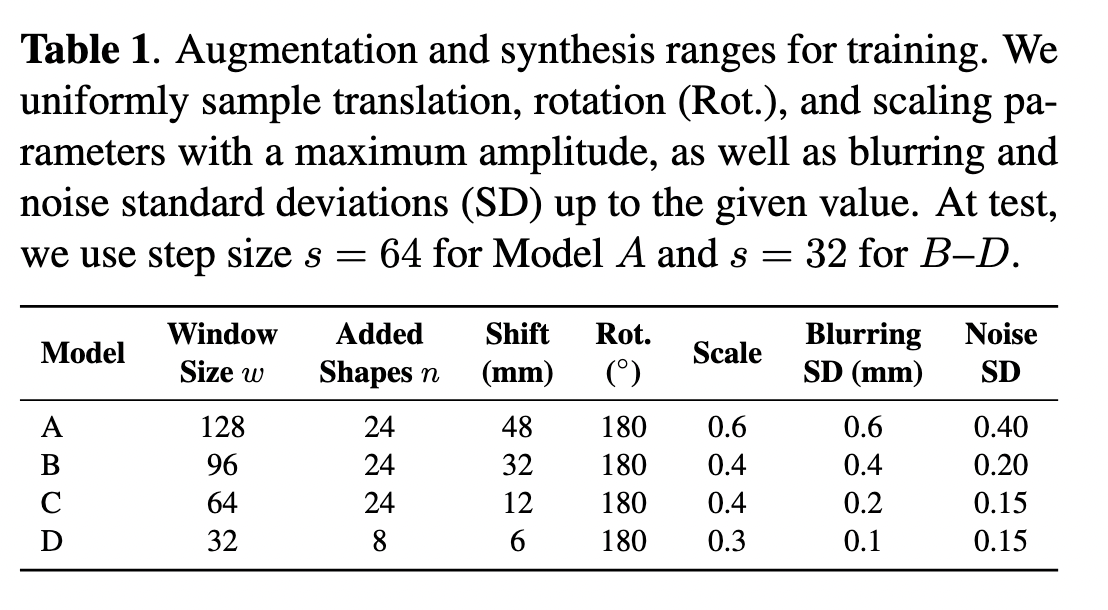 Table 1. Augmentation and synthesis ranges for training. We
uniformly sample translation, rotation (Rot.), and scaling pa-
rameters with a maximum amplitude, as well as blurring and
noise standard deviations (SD) up to the given value. At test,
we use step size s = 64 for Model A and s = 32 for B–D.
Model Window Size w Added Shapes n Shift (mm) Rot. (°) Scale Blurring SD (mm) Noise SD
A 128 24 48 180 0.6 0.6 0.40
B 96 24 32 180 0.4 0.4 0.20
C 64 24 12 180 0.4 0.2 0.15
D 32 8 6 180 0.3 0.1 0.15